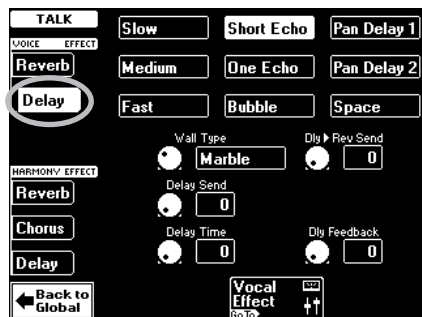 TALK
VOICE EFFECT
Reverb
Delay
HARMONY EFFECT
Reverb
Chorus
Delay
Back to
Global
Slow
Short Echo
Pan Delay 1
Medium
One Echo
Pan Delay 2
Fast
Bubble
Space
Wall Type
Marble
Dly▶Rev Send
0
Delay Send
0
Delay Time
0
Dly Feedback
0
Vocal
Effect
GoTo